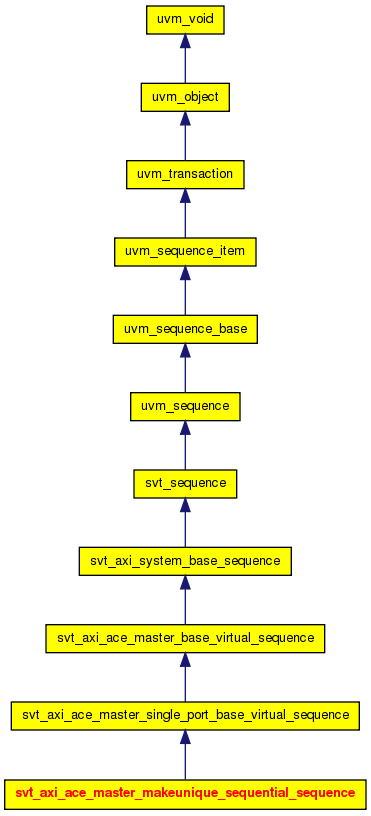 uvm_void
uvm_object
uvm_transaction
uvm_sequence_item
uvm_sequence_base
uvm_sequence
svt_sequence
svt_axi_system_base_sequence
svt_axi_ace_master_base_virtual_sequence
svt_axi_ace_master_single_port_base_virtual_sequence
svt_axi_ace_master_makeunique_sequential_sequence